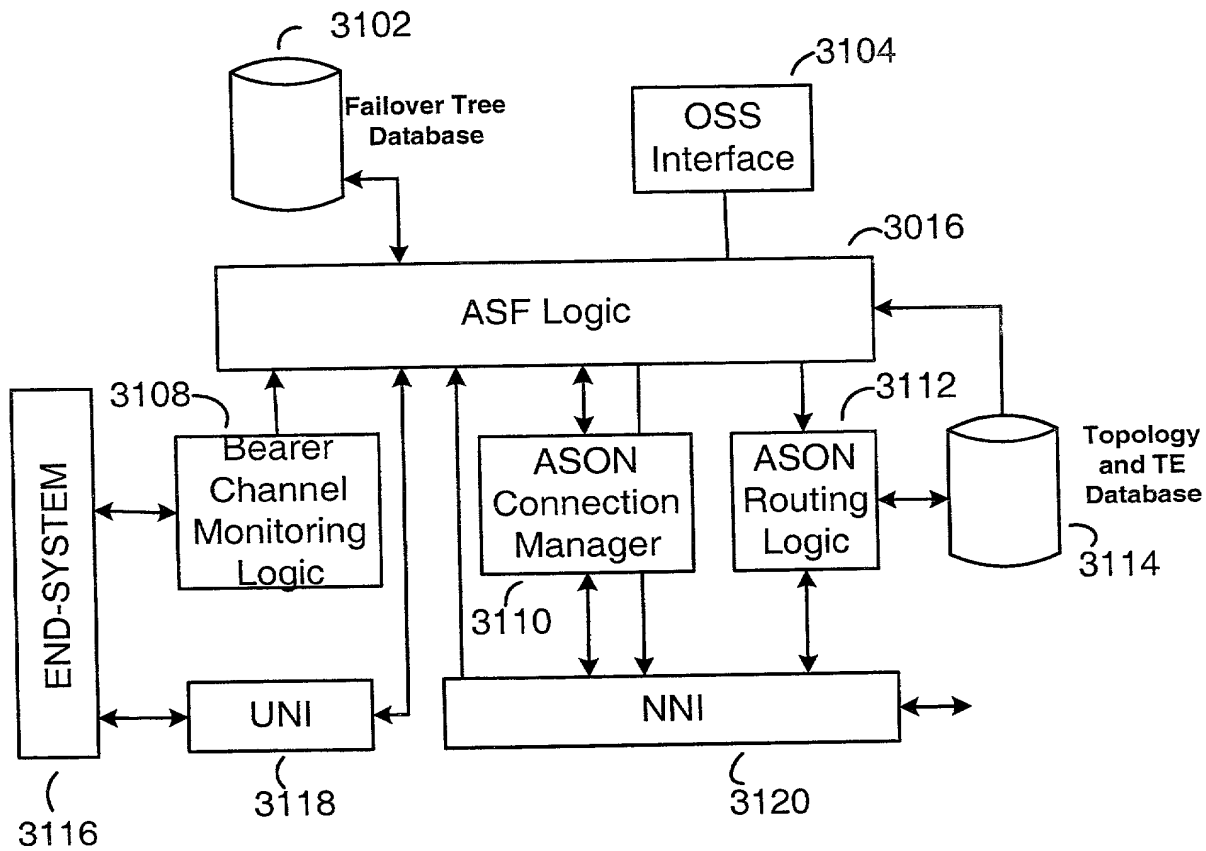 3102
Failover Tree
Database
3104
OSS
Interface
3016
ASF Logic
3108
Bearer
Channel
Monitoring
Logic
ASON
Connection
Manager
3110
3112
ASON
Routing
Logic
Topology
and TE
Database
3114
END-SYSTEM
3116
UNI
3118
NNI
3120